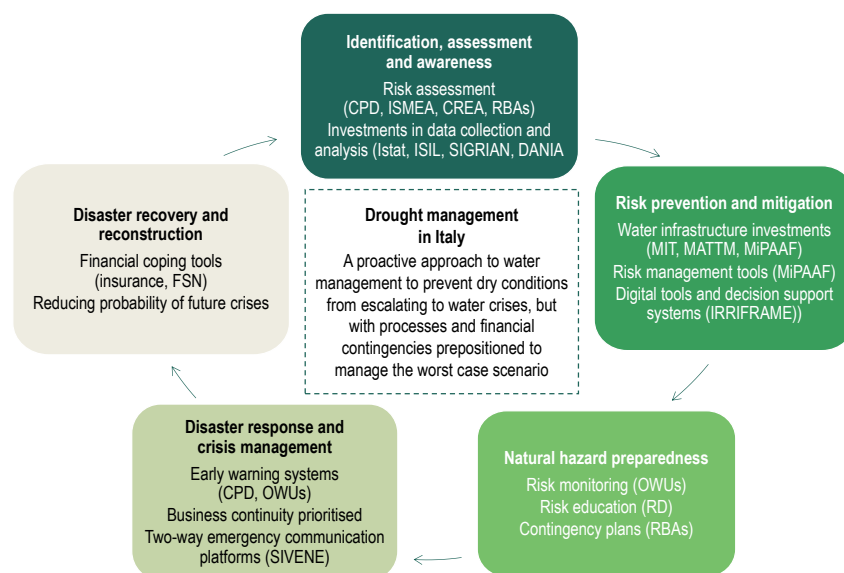 Identification, assessment
and awareness
Risk assessment
(CPD, ISMEA, CREA, RBAs)
Investments in data collection and
analysis (Istat, ISIL, SIGRIAN, DANIA
Risk prevention and mitigation
Water infrastructure investments
(MIT, MATTM, MiPAAF)
Risk management tools (MiPAAF)
Digital tools and decision support
systems (IRRIFRAME))
Natural hazard preparedness
Risk monitoring (OWUs)
Risk education (RD)
Contingency plans (RBAs)
Disaster response and
crisis management
Early warning systems
(CPD, OWUs)
Business continuity prioritised
Two-way emergency communication
platforms (SIVENE)
Disaster recovery and
reconstruction
Financial coping tools
(insurance, FSN)
Reducing probability of future crises
Drought management
in Italy
A proactive approach to water
management to prevent dry conditions
from escalating to water crises, but
with processes and financial
contingencies prepositioned to
manage the worst case scenario